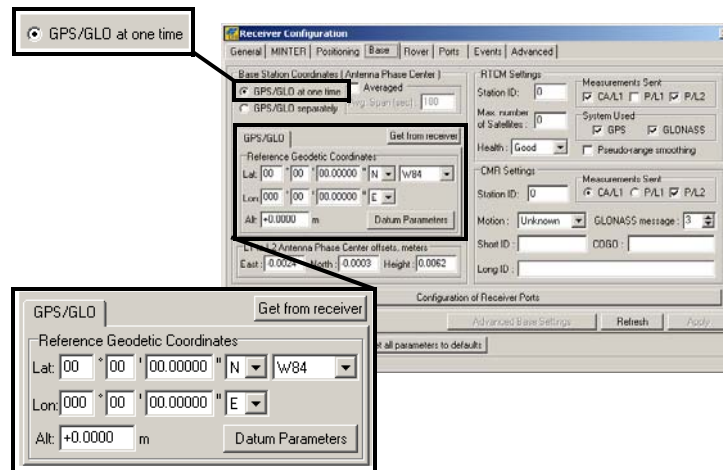 GPS/GLO at one time
Receiver Configuration
General MINTER Positioning Base Rover Ports Events Advanced
Base Station Coordinates ( Antenna Phase Center )
GPS/GLO at one time
Averaged
GPS/GLO separately
Avg. Span (sec): 180
GPS/GLO
Get from receiver
Reference Geodetic Coordinates
Lat: 00 ° 00 ' 00.00000 " N W84
Lon: 000 ° 00 ' 00.00000 " E
Alt: +0.0000 m Datum Parameters
L1 to L2 Antenna Phase Center offsets, meters
East: 0.0024 North: 0.0003 Height: 0.0062
RTCM Settings
Station ID: 0
Measurements Sent
CA/L1 P/L1 P/L2
Max. number of Satellites: 0
System Used
GPS GLONASS
Health: Good
Pseudo-range smoothing
CMR Settings
Station ID: 0
Measurements Sent
CA/L1 P/L1 P/L2
Motion: Unknown GLONASS message: 3
Short ID: COGO:
Long ID:
Configuration of Receiver Ports
Advanced Base Settings Refresh Apply
all parameters to defaults
GPS/GLO
Get from receiver
Reference Geodetic Coordinates
Lat: 00 ° 00 ' 00.00000 " N W84
Lon: 000 ° 00 ' 00.00000 " E
Alt: +0.0000 m Datum Parameters